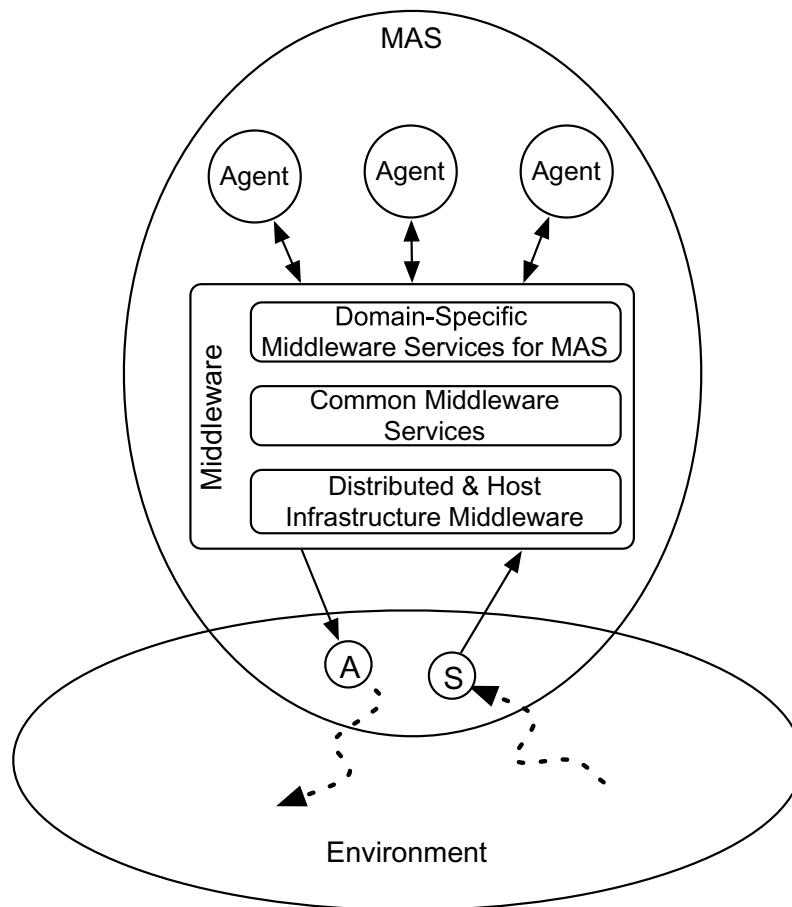 MAS
Agent
Agent
Agent
Middleware
Domain-Specific
Middleware Services for MAS
Common Middleware
Services
Distributed & Host
Infrastructure Middleware
A
S
Environment